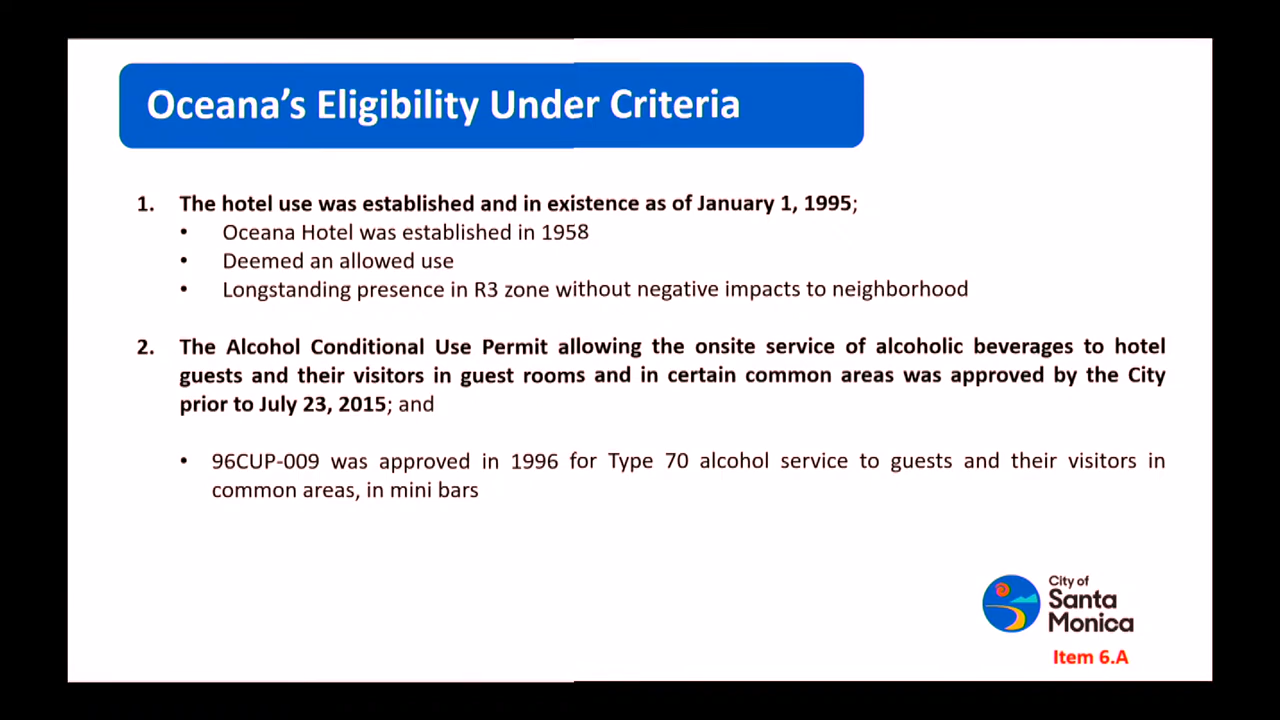 Oceana's Eligibility Under Criteria
1. The hotel use was established and in existence as of January 1, 1995;
• Oceana Hotel was established in 1958
• Deemed an allowed use
• Longstanding presence in R3 zone without negative impacts to neighborhood
2. The Alcohol Conditional Use Permit allowing the onsite service of alcoholic beverages to hotel
guests and their visitors in guest rooms and in certain common areas was approved by the City
prior to July 23, 2015; and
• 96CUP-009 was approved in 1996 for Type 70 alcohol service to guests and their visitors in
common areas, in mini bars
City of
Santa
Monica
Item 6.A